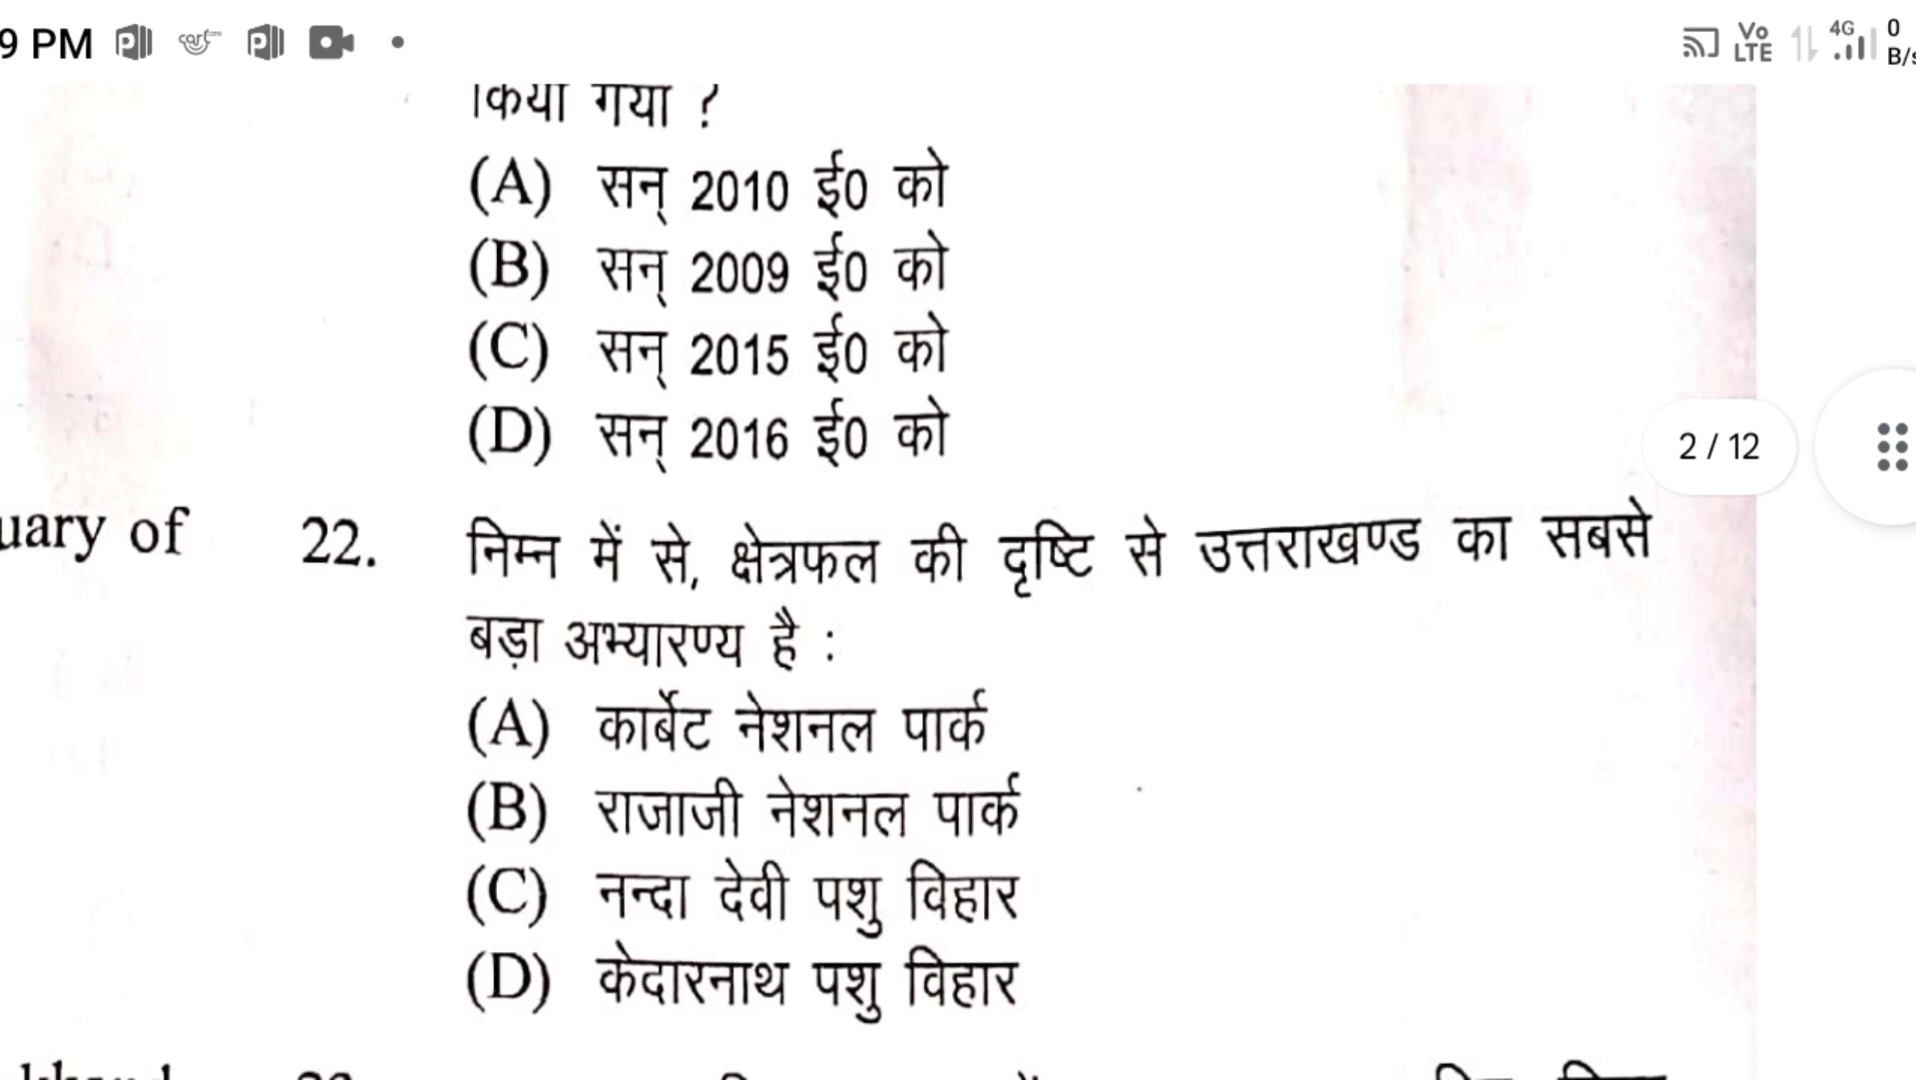 9 PM
Vo LTE 4G 0 B/s
किया गया ?
(A) सन् 2010 ई0 को
(B) सन् 2009 ई0 को
(C) सन् 2015 ई0 को
(D) सन् 2016 ई0 को
2 / 12
uary of
22. निम्न में से, क्षेत्रफल की दृष्टि से उत्तराखण्ड का सबसे
बड़ा अभ्यारण्य है :
(A) कार्बेट नेशनल पार्क
(B) राजाजी नेशनल पार्क
(C) नन्दा देवी पशु विहार
(D) केदारनाथ पशु विहार